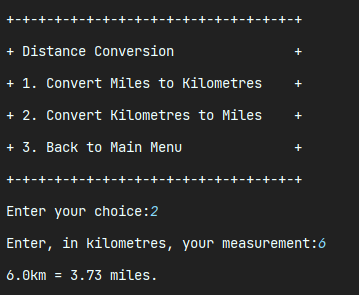 +-+-+-+-+-+-+-+-+-+-+-+-+-+-+-+-+-+-+
+ Distance Conversion               +
+ 1. Convert Miles to Kilometres    +
+ 2. Convert Kilometres to Miles    +
+ 3. Back to Main Menu              +
+-+-+-+-+-+-+-+-+-+-+-+-+-+-+-+-+-+-+
Enter your choice:2
Enter, in kilometres, your measurement:6
6.0km = 3.73 miles.